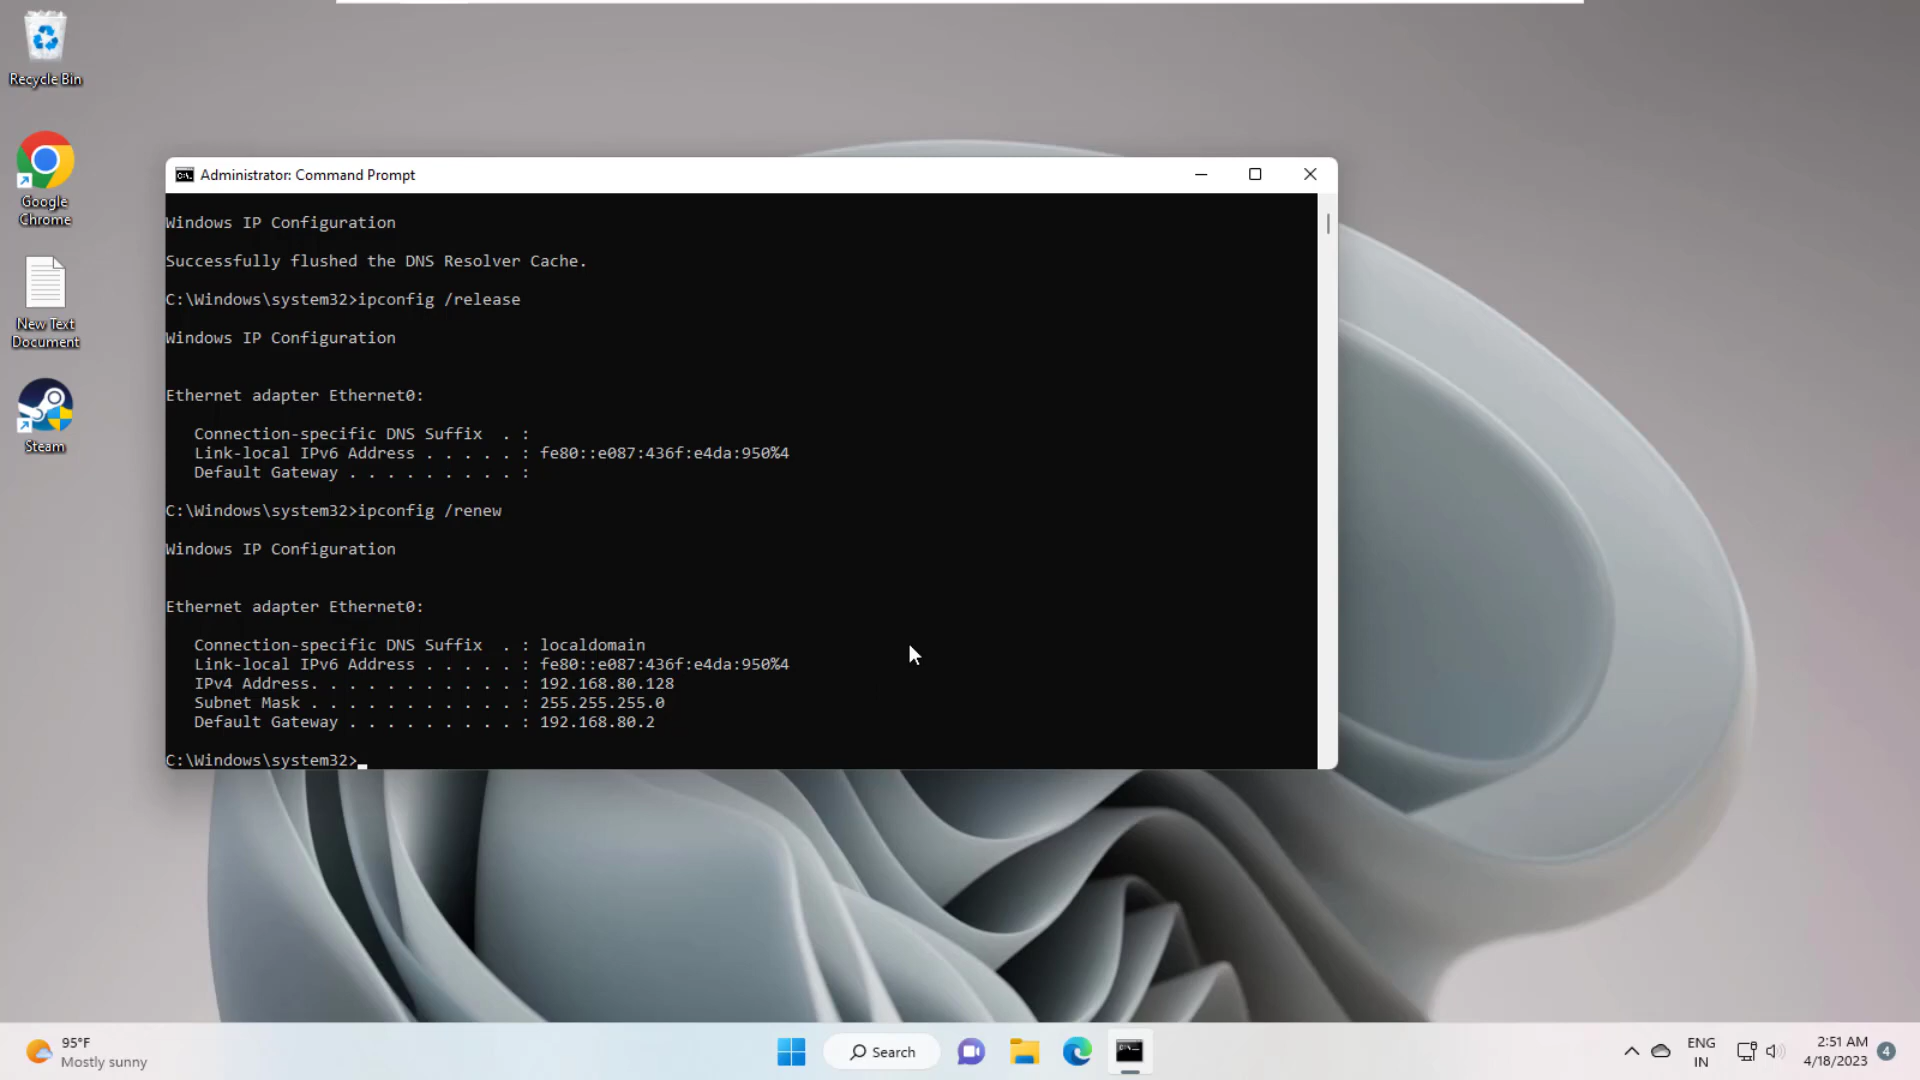 Recycle Bin
Google
Chrome
New Text
Document
Steam
Administrator: Command Prompt
Windows IP Configuration
Successfully flushed the DNS Resolver Cache.
C:\Windows\system32>ipconfig /release
Windows IP Configuration
Ethernet adapter Ethernet0:
Connection-specific DNS Suffix  . :
Link-local IPv6 Address . . . . . : fe80::e087:436f:e4da:950%4
Default Gateway . . . . . . . . . :
C:\Windows\system32>ipconfig /renew
Windows IP Configuration
Ethernet adapter Ethernet0:
Connection-specific DNS Suffix  . : localdomain
Link-local IPv6 Address . . . . . : fe80::e087:436f:e4da:950%4
IPv4 Address. . . . . . . . . . . : 192.168.80.128
Subnet Mask . . . . . . . . . . . : 255.255.255.0
Default Gateway . . . . . . . . . : 192.168.80.2
C:\Windows\system32>
95°F
Mostly sunny
Search
ENG
IN
2:51 AM
4/18/2023
4